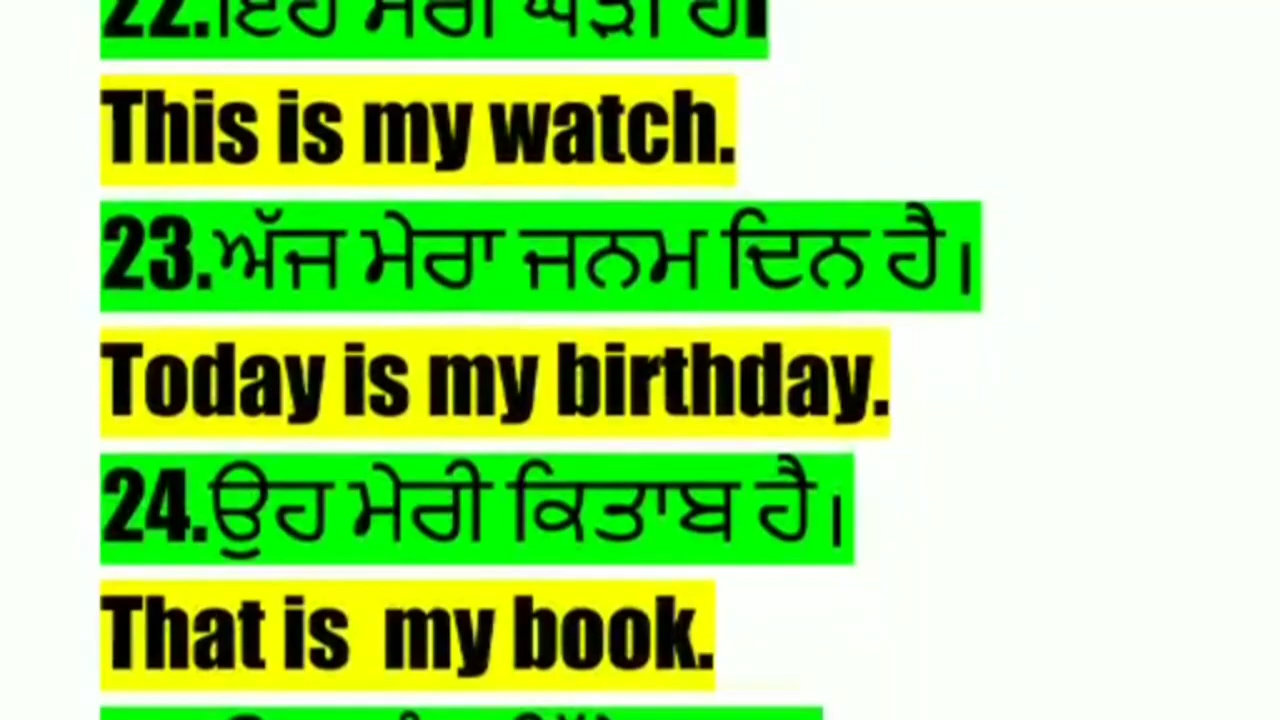 22.ਇਹ ਮੇਰੀ ਘੜੀ ਹੈ।
This is my watch.
23.ਅੱਜ ਮੇਰਾ ਜਨਮ ਦਿਨ ਹੈ।
Today is my birthday.
24.ਉਹ ਮੇਰੀ ਕਿਤਾਬ ਹੈ।
That is  my book.